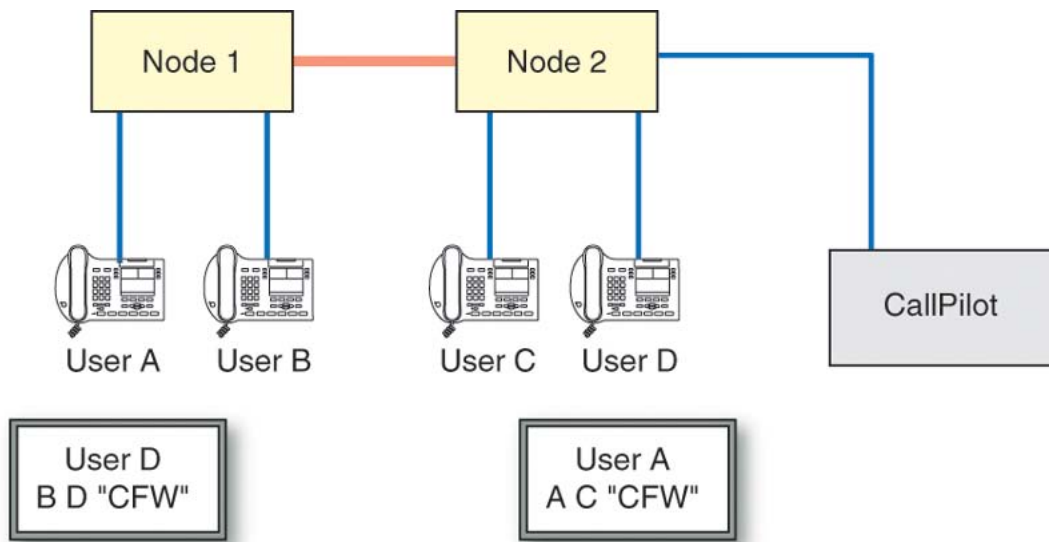 Node 1
Node 2
CallPilot
User A
User B
User C
User D
User D
B D "CFW"
User A
A C "CFW"